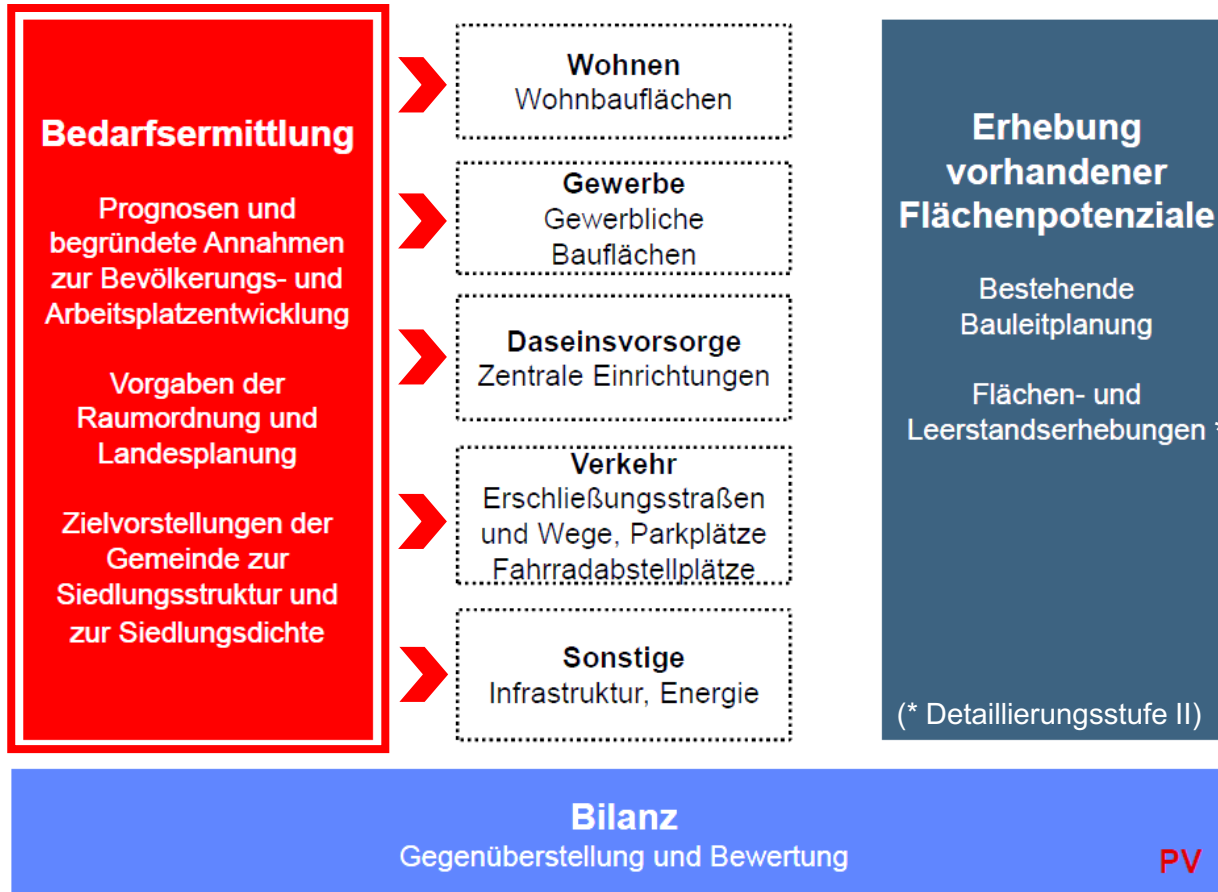 Bedarfsermittlung
Prognosen und
begründete Annahmen
zur Bevölkerungs- und
Arbeitsplatzentwicklung
Vorgaben der
Raumordnung und
Landesplanung
Zielvorstellungen der
Gemeinde zur
Siedlungsstruktur und
zur Siedlungsdichte
Wohnen
Wohnbauflächen
Gewerbe
Gewerbliche
Bauflächen
Daseinsvorsorge
Zentrale Einrichtungen
Verkehr
Erschließungsstraßen
und Wege, Parkplätze
Fahrradabstellplätze
Sonstige
Infrastruktur, Energie
Erhebung
vorhandener
Flächenpotenziale
Bestehende
Bauleitplanung
Flächen- und
Leerstandserhebungen *
(* Detaillierungsstufe II)
Bilanz
Gegenüberstellung und Bewertung
PV